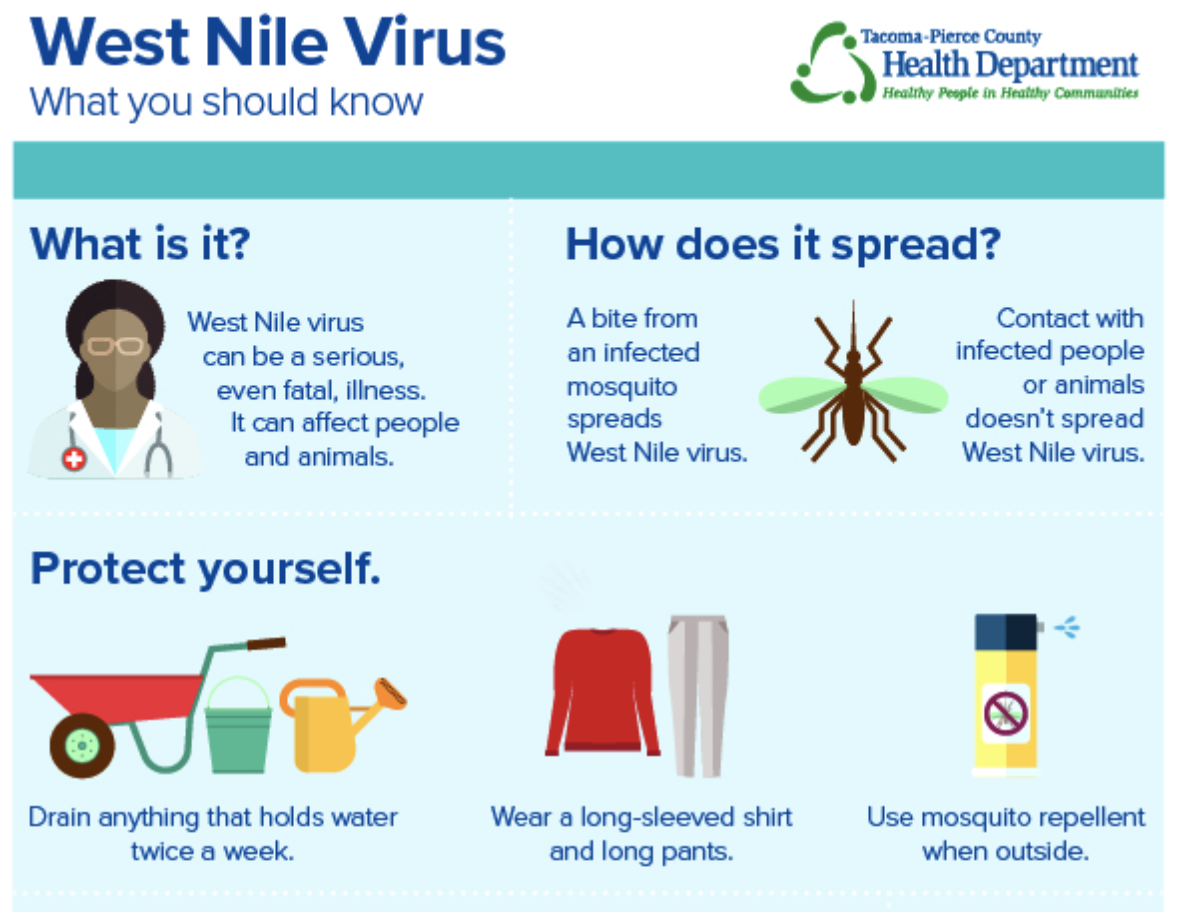 West Nile Virus
What you should know
Tacoma-Pierce County
Health Department
Healthy People in Healthy Communities
What is it?
West Nile virus
can be a serious,
even fatal, illness.
It can affect people
and animals.
How does it spread?
A bite from
an infected
mosquito
spreads
West Nile virus.
Contact with
infected people
or animals
doesn't spread
West Nile virus.
Protect yourself.
Drain anything that holds water
twice a week.
Wear a long-sleeved shirt
and long pants.
Use mosquito repellent
when outside.